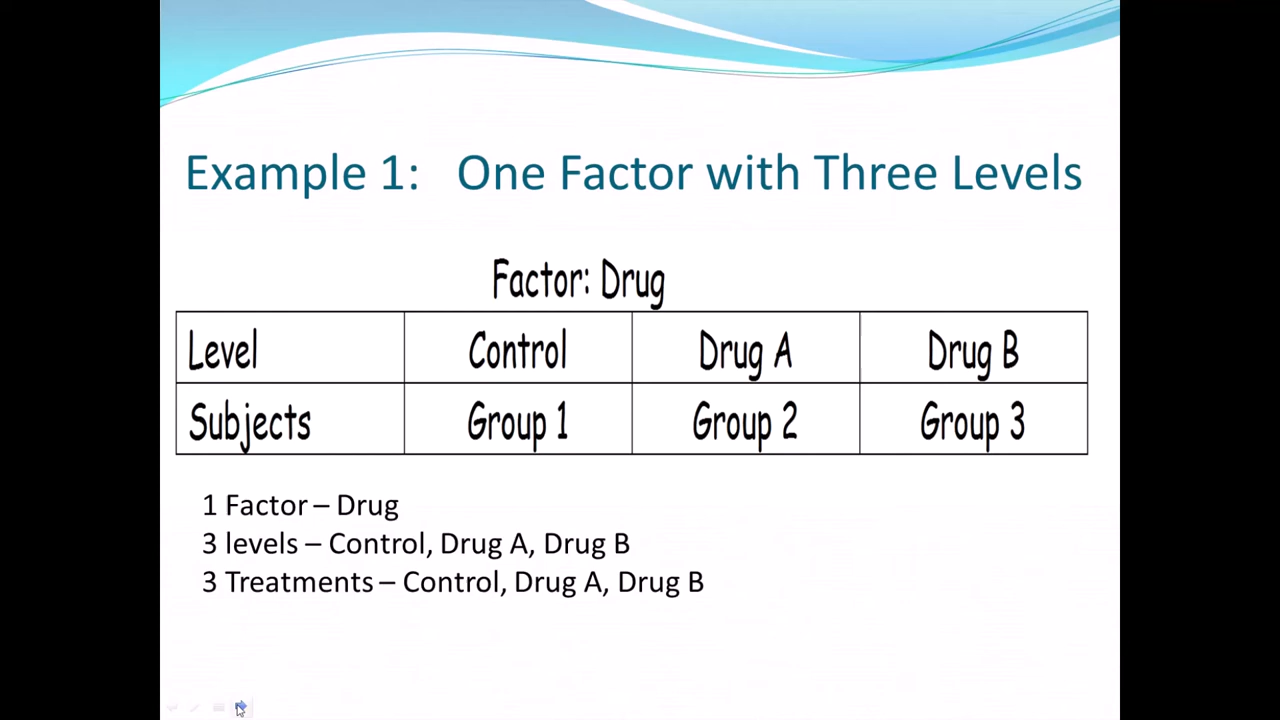 Example 1: One Factor with Three Levels
Factor: Drug
Level Control Drug A Drug B
Subjects Group 1 Group 2 Group 3
1 Factor – Drug
3 levels – Control, Drug A, Drug B
3 Treatments – Control, Drug A, Drug B